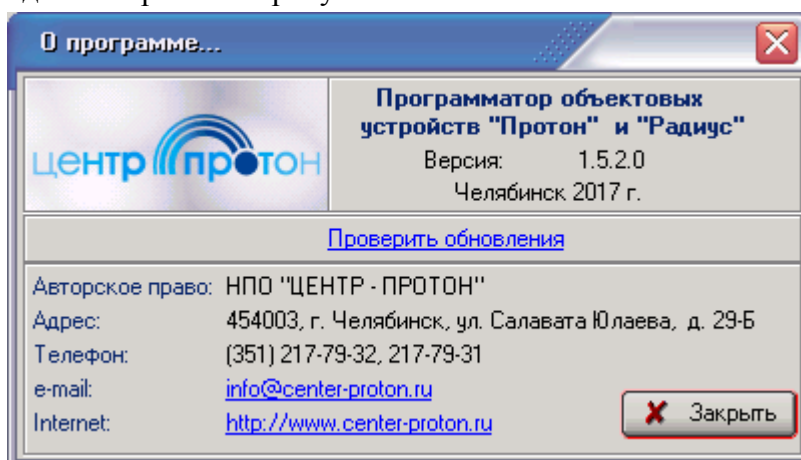 О программе...
центр протон
Программатор объектовых
устройств "Протон" и "Радиус"
Версия: 1.5.2.0
Челябинск 2017 г.
Проверить обновления
Авторское право: НПО "ЦЕНТР - ПРОТОН"
Адрес: 454003, г. Челябинск, ул. Салавата Юлаева, д. 29-Б
Телефон: (351) 217-79-32, 217-79-31
e-mail: info@center-proton.ru
Internet: http://www.center-proton.ru
Закрыть